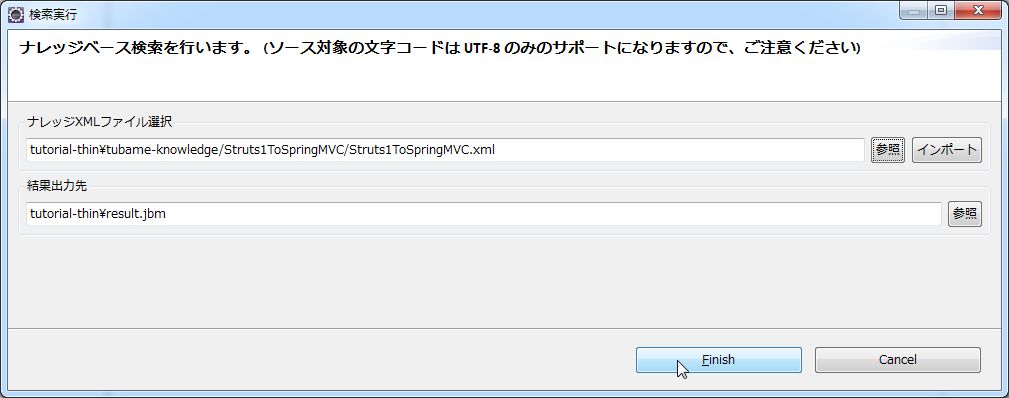 検索実行
ナレッジベース検索を行います。 (ソース対象の文字コードは UTF-8 のみのサポートになりますので、ご注意ください)
ナレッジXMLファイル選択
tutorial-thin¥tubame-knowledge/Struts1ToSpringMVC/Struts1ToSpringMVC.xml 参照 インポート
結果出力先
tutorial-thin¥result.jbm 参照
Finish Cancel